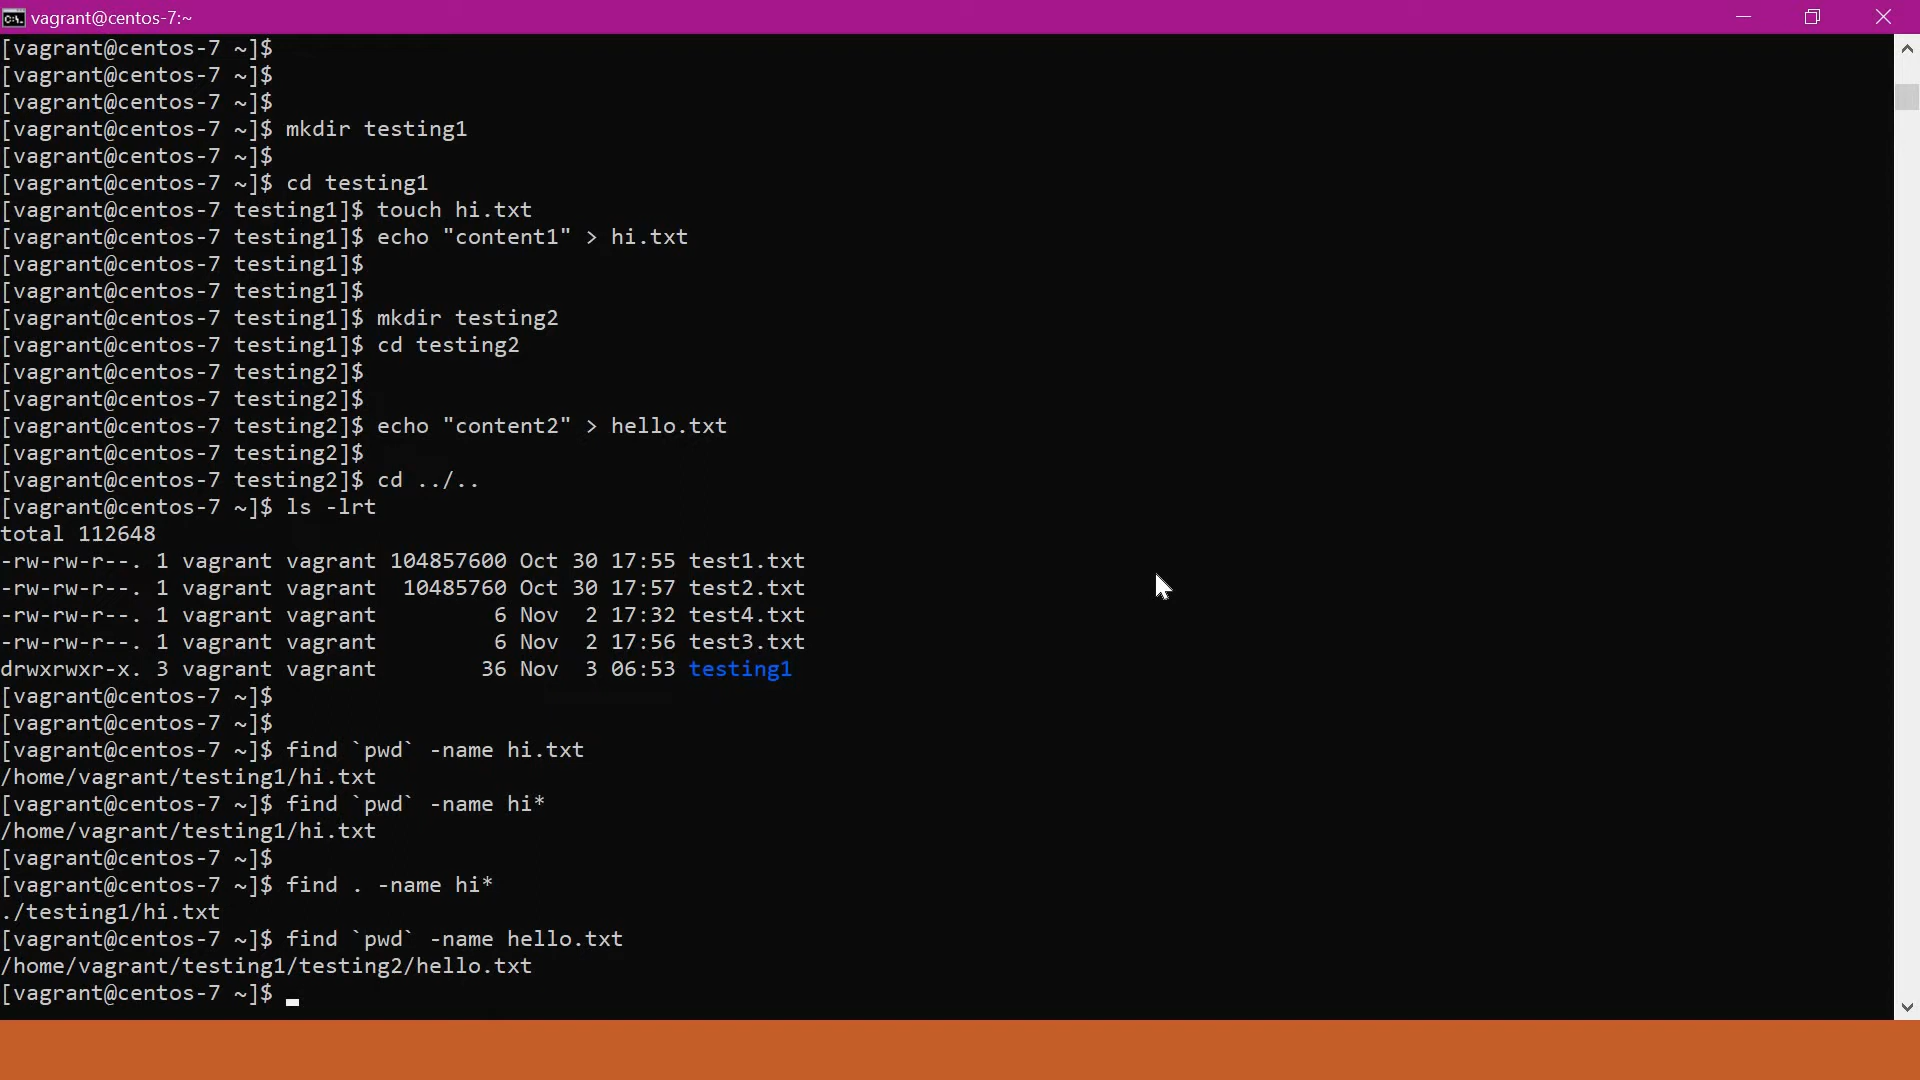 vagrant@centos-7:~
[vagrant@centos-7 ~]$
[vagrant@centos-7 ~]$
[vagrant@centos-7 ~]$
[vagrant@centos-7 ~]$ mkdir testing1
[vagrant@centos-7 ~]$
[vagrant@centos-7 ~]$ cd testing1
[vagrant@centos-7 testing1]$ touch hi.txt
[vagrant@centos-7 testing1]$ echo "content1" > hi.txt
[vagrant@centos-7 testing1]$
[vagrant@centos-7 testing1]$
[vagrant@centos-7 testing1]$ mkdir testing2
[vagrant@centos-7 testing1]$ cd testing2
[vagrant@centos-7 testing2]$
[vagrant@centos-7 testing2]$
[vagrant@centos-7 testing2]$ echo "content2" > hello.txt
[vagrant@centos-7 testing2]$
[vagrant@centos-7 testing2]$ cd ../..
[vagrant@centos-7 ~]$ ls -lrt
total 112648
-rw-rw-r--. 1 vagrant vagrant 104857600 Oct 30 17:55 test1.txt
-rw-rw-r--. 1 vagrant vagrant  10485760 Oct 30 17:57 test2.txt
-rw-rw-r--. 1 vagrant vagrant         6 Nov  2 17:32 test4.txt
-rw-rw-r--. 1 vagrant vagrant         6 Nov  2 17:56 test3.txt
drwxrwxr-x. 3 vagrant vagrant        36 Nov  3 06:53 testing1
[vagrant@centos-7 ~]$
[vagrant@centos-7 ~]$
[vagrant@centos-7 ~]$ find `pwd` -name hi.txt
/home/vagrant/testing1/hi.txt
[vagrant@centos-7 ~]$ find `pwd` -name hi*
/home/vagrant/testing1/hi.txt
[vagrant@centos-7 ~]$
[vagrant@centos-7 ~]$ find . -name hi*
./testing1/hi.txt
[vagrant@centos-7 ~]$ find `pwd` -name hello.txt
/home/vagrant/testing1/testing2/hello.txt
[vagrant@centos-7 ~]$